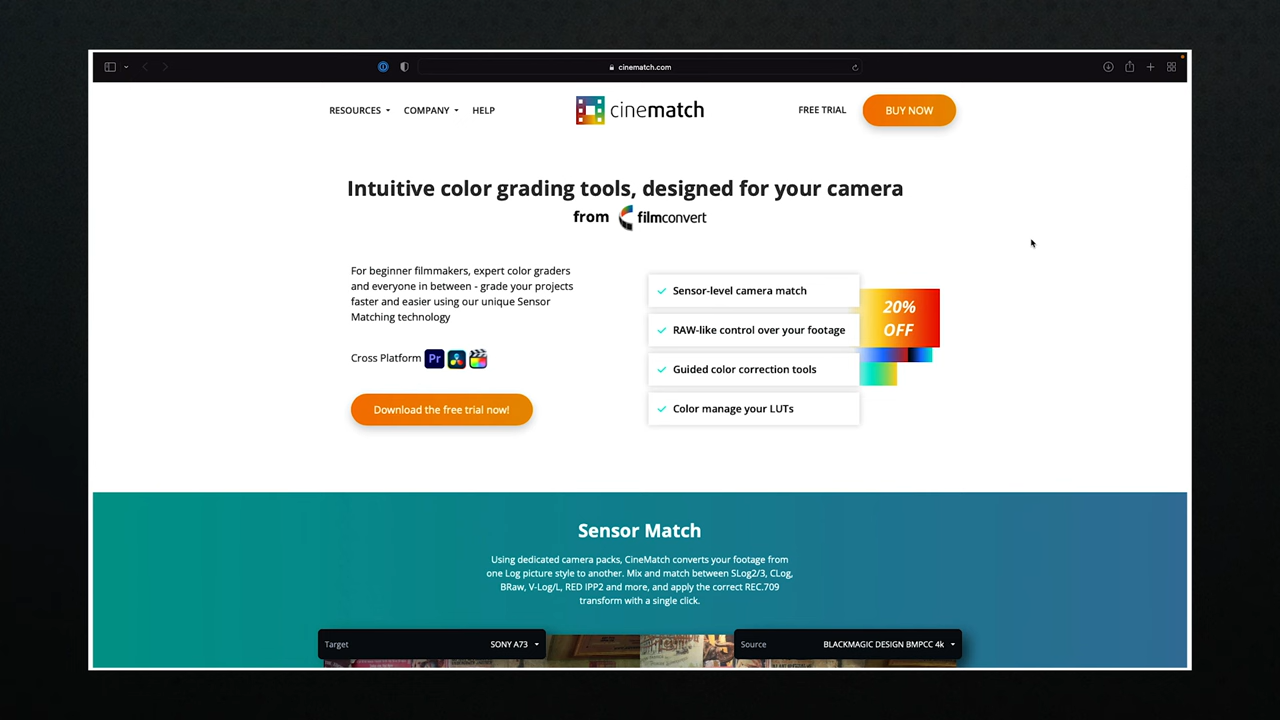 cinematch.com
RESOURCES
COMPANY
HELP
cinematch
FREE TRIAL
BUY NOW
Intuitive color grading tools, designed for your camera
from filmconvert
For beginner filmmakers, expert color graders
and everyone in between - grade your projects
faster and easier using our unique Sensor
Matching technology
Cross Platform Pr
Download the free trial now!
Sensor-level camera match
RAW-like control over your footage
Guided color correction tools
Color manage your LUTs
20%
OFF
Sensor Match
Using dedicated camera packs, CineMatch converts your footage from
one Log picture style to another. Mix and match between SLog2/3, CLog,
BRaw, V-Log/L, RED IPP2 and more, and apply the correct REC.709
transform with a single click.
Target SONY A73
Source BLACKMAGIC DESIGN BMPCC 4k